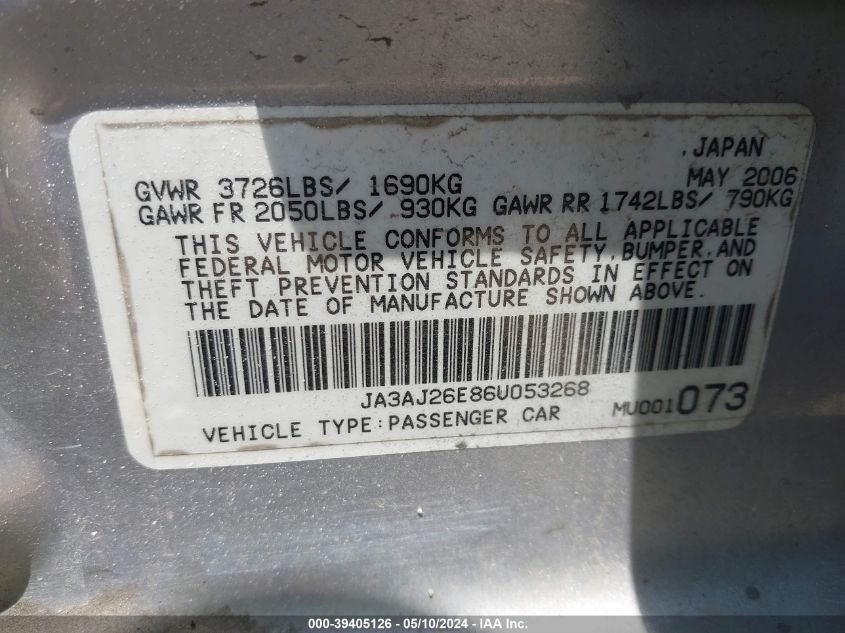 .JAPAN
GVWR 3726LBS/ 1690KG MAY 2006
GAWR FR 2050LBS/ 930KG GAWR RR 1742LBS/ 790KG
THIS VEHICLE CONFORMS TO ALL APPLICABLE
FEDERAL MOTOR VEHICLE SAFETY, BUMPER, AND
THEFT PREVENTION STANDARDS IN EFFECT ON
THE DATE OF MANUFACTURE SHOWN ABOVE.
JA3AJ26E86U053268
VEHICLE TYPE:PASSENGER CAR MU001073
000-39405126 - 05/10/2024 - © IAA Inc.